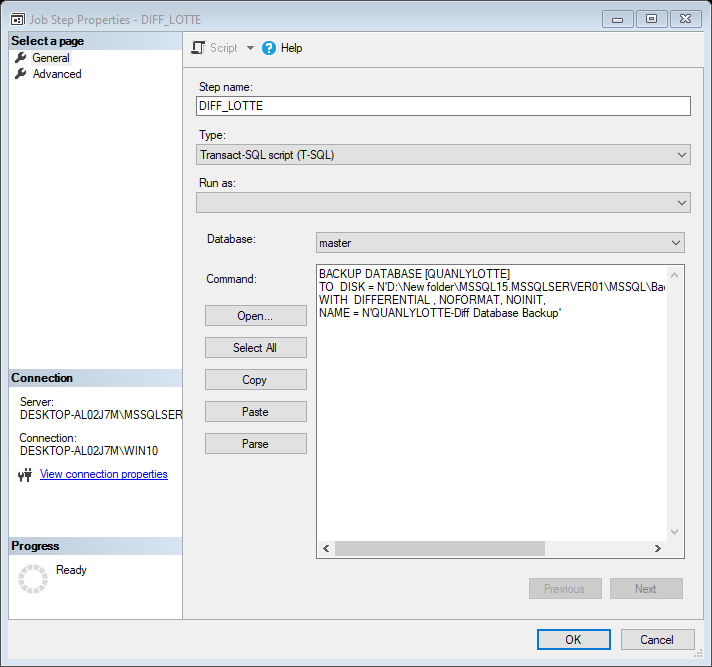 Job Step Properties - DIFF_LOTTE
Select a page
General
Advanced
Script
Help
Step name:
DIFF_LOTTE
Type:
Transact-SQL script (T-SQL)
Run as:
Database:
master
Command:
BACKUP DATABASE [QUANLYLOTTE]
TO  DISK = N'D:\New folder\MSSQL15.MSSQLSERVER01\MSSQL\Bac
WITH  DIFFERENTIAL , NOFORMAT, NOINIT,
NAME = N'QUANLYLOTTE-Diff Database Backup'
Open...
Select All
Copy
Paste
Parse
Connection
Server:
DESKTOP-AL02J7M\MSSQLSER
Connection:
DESKTOP-AL02J7M\WIN10
View connection properties
Progress
Ready
Previous
Next
OK
Cancel